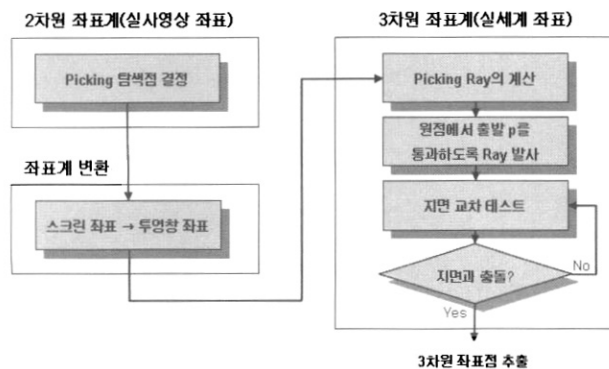 2차원 좌표계(실사영상 좌표)
Picking 탐색점 결정
좌표계 변환
스크린 좌표 → 투영창 좌표
3차원 좌표계(실세계 좌표)
Picking Ray의 계산
원점에서 출발 p를
통과하도록 Ray 발사
지면 교차 테스트
지면과 충돌?
No
Yes
3차원 좌표점 추출